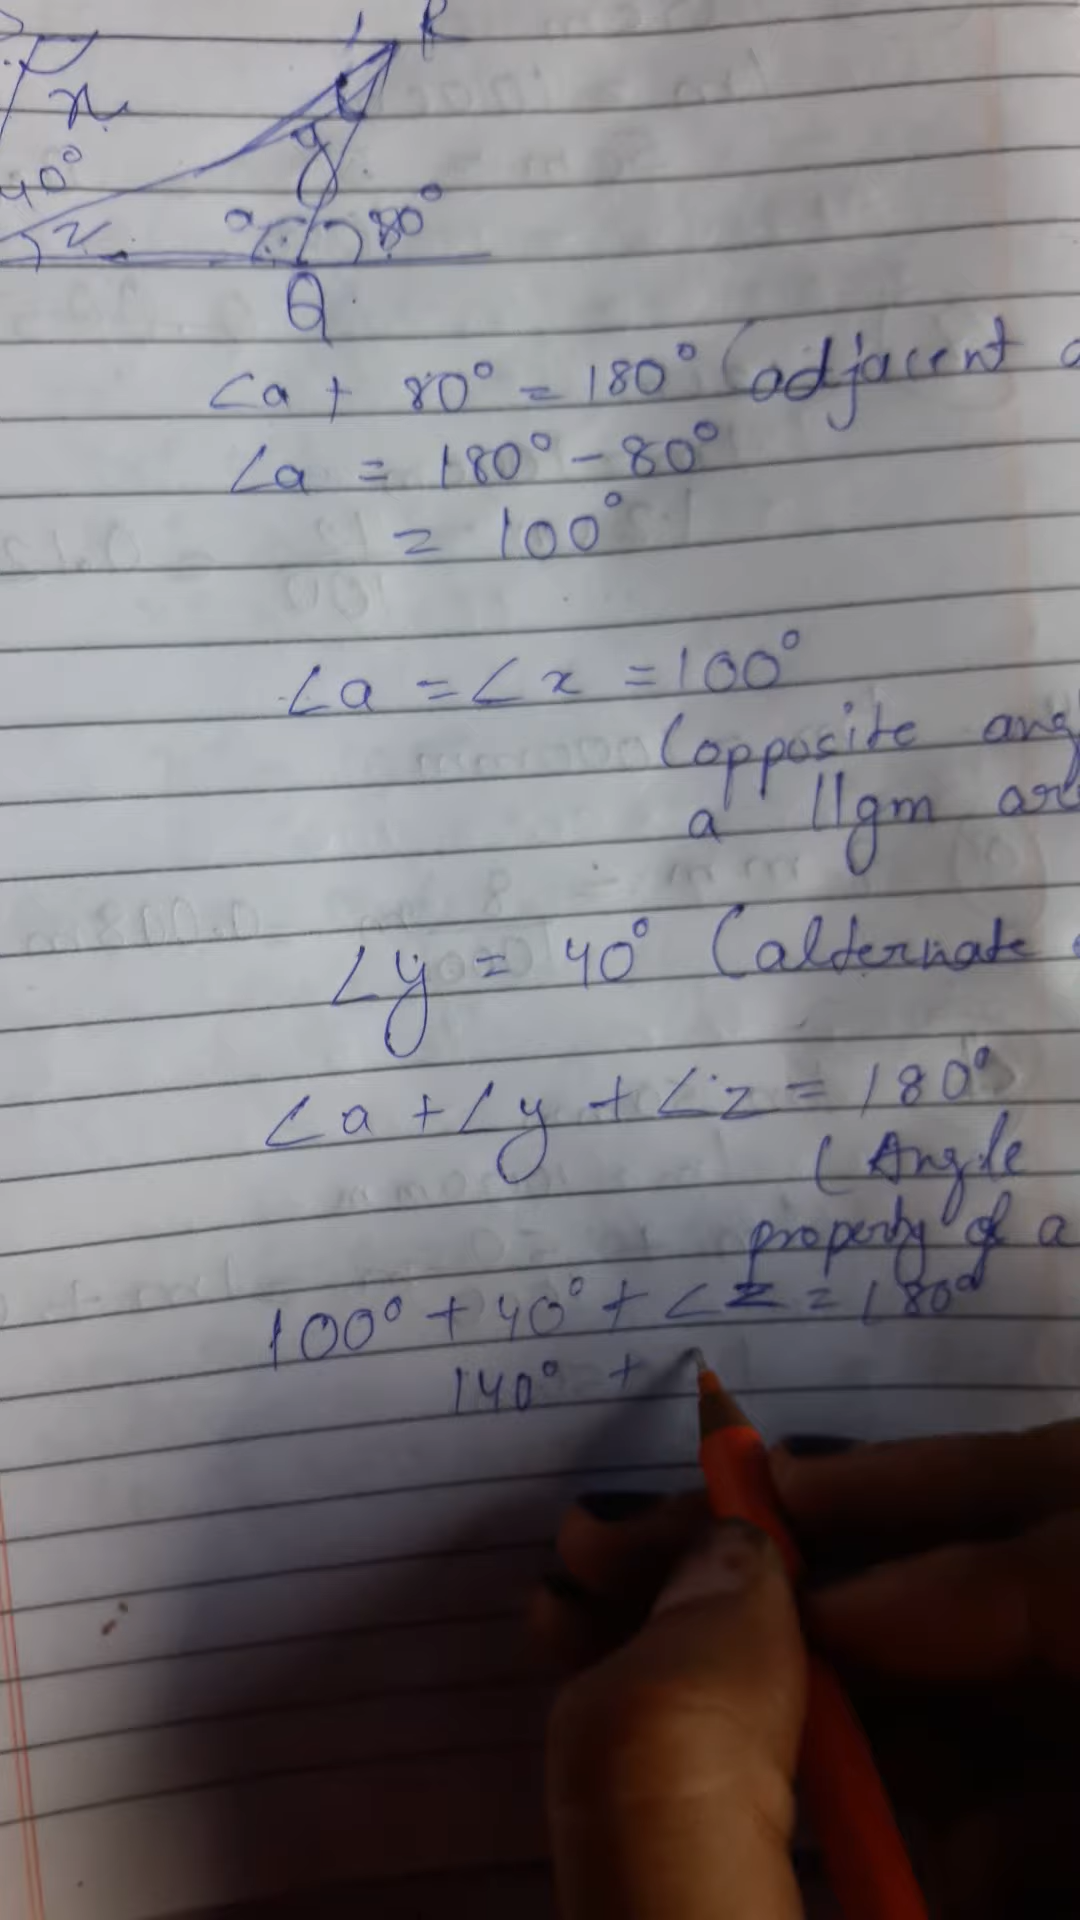 R
x
y
40°
z
a
80°
Q
∠a + 80° = 180° (adjacent
∠a = 180° - 80°
= 100°
∠a = ∠x = 100°
(opposite
a ||gm
∠y = 40° (alternate
∠a + ∠y + ∠z = 180°
(Angle
property of a
100° + 40° + ∠z = 180°
140° +